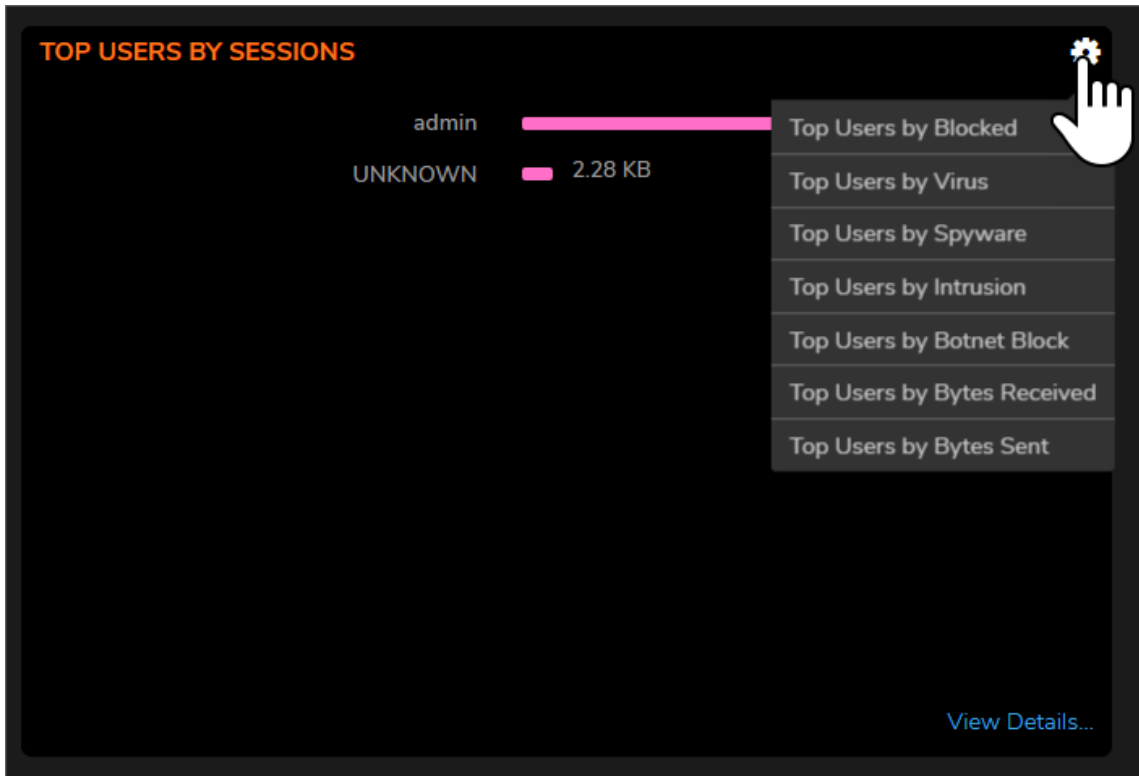 TOP USERS BY SESSIONS
admin
UNKNOWN 2.28 KB
Top Users by Blocked
Top Users by Virus
Top Users by Spyware
Top Users by Intrusion
Top Users by Botnet Block
Top Users by Bytes Received
Top Users by Bytes Sent
View Details...